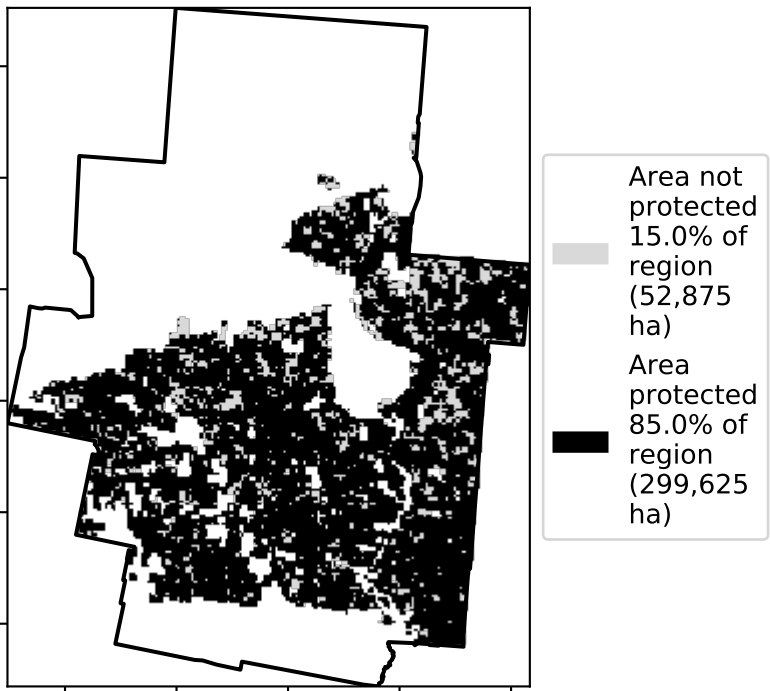 Area not
protected
15.0% of
region
(52,875
ha)
Area
protected
85.0% of
region
(299,625
ha)